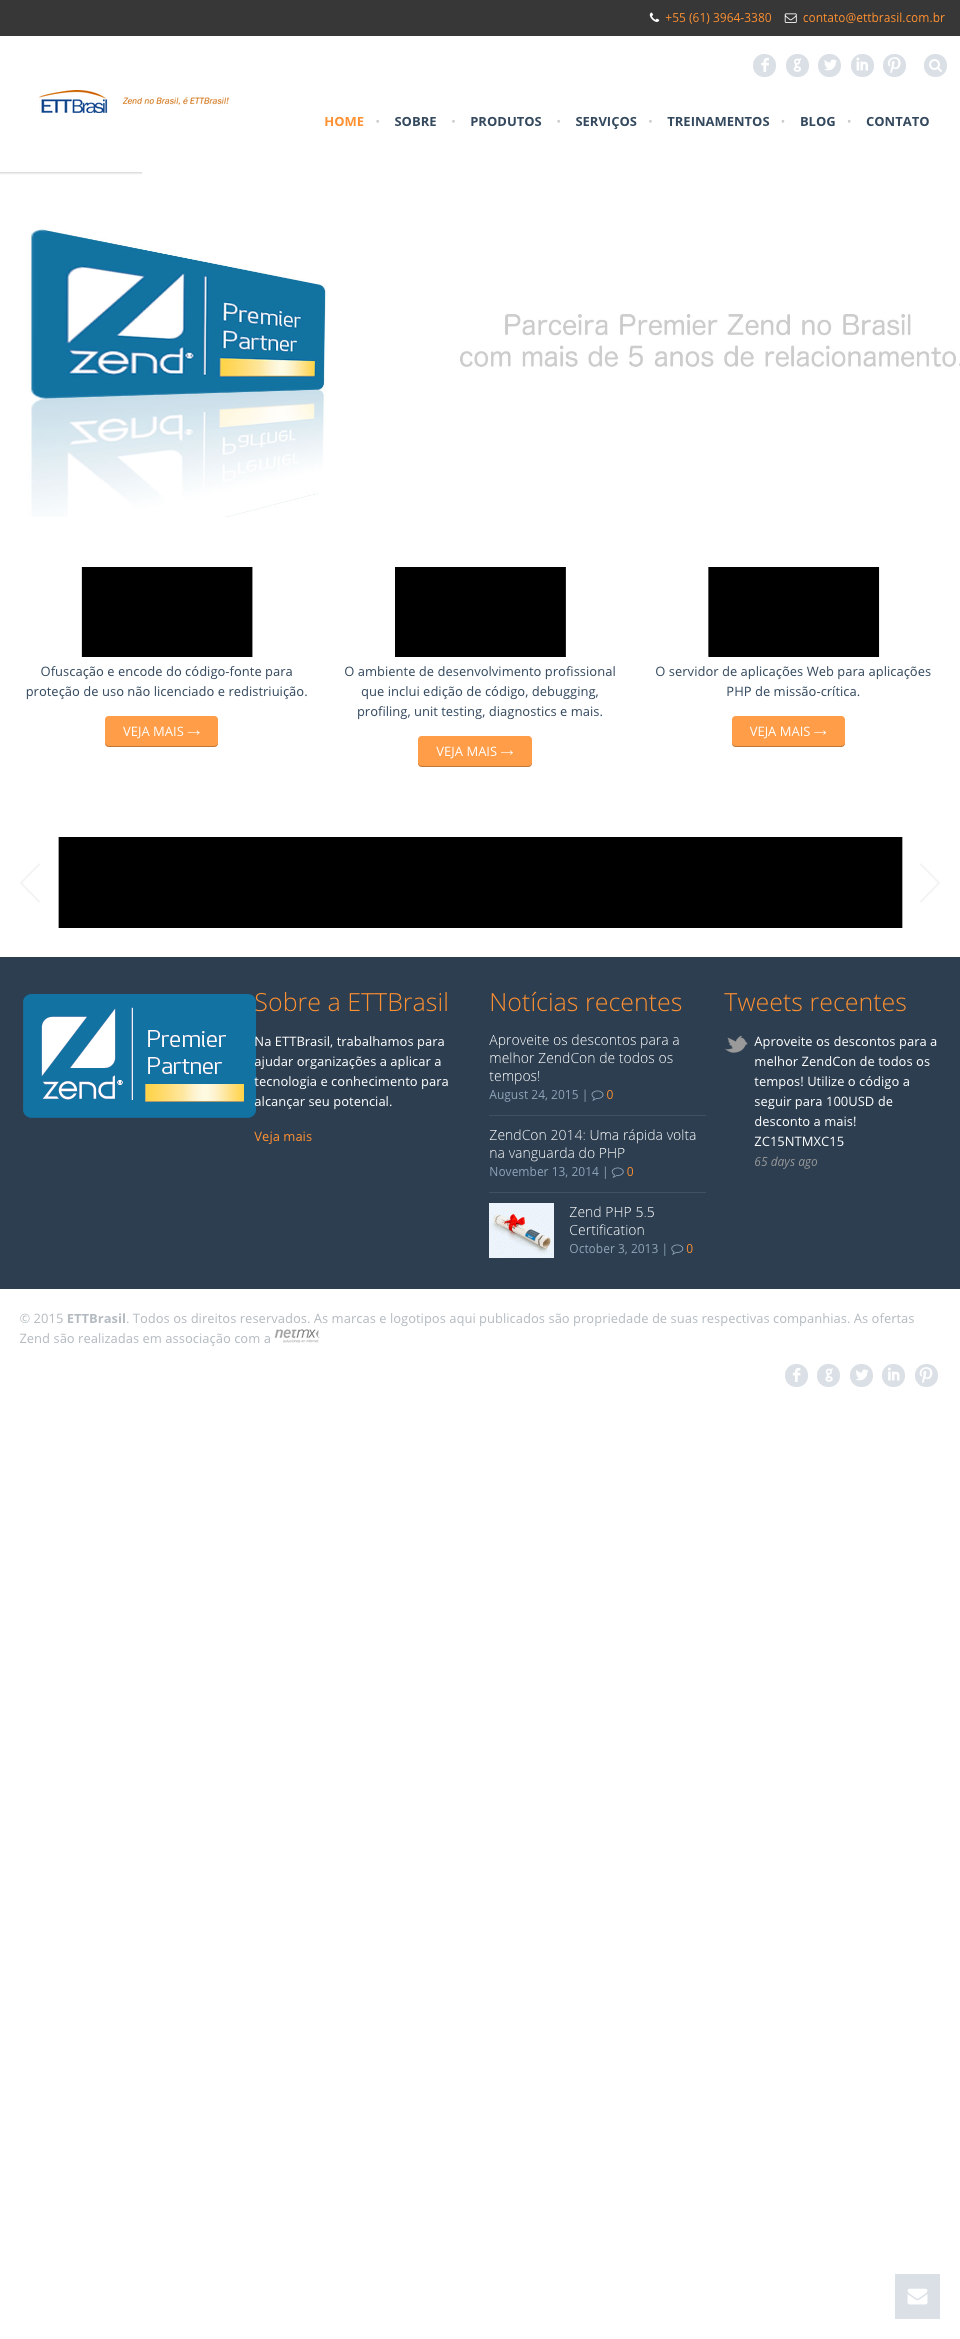 +55 (61) 3964-3380 contato@ettbrasil.com.br
ETTBrasil Zend no Brasil, é ETTBrasil!
HOME SOBRE PRODUTOS SERVIÇOS TREINAMENTOS BLOG CONTATO
zend® Premier
Partner
Parceira Premier Zend no Brasil
com mais de 5 anos de relacionamento.
Ofuscação e encode do código-fonte para
proteção de uso não licenciado e redistriuição.
VEJA MAIS →
O ambiente de desenvolvimento profissional
que inclui edição de código, debugging,
profiling, unit testing, diagnostics e mais.
VEJA MAIS →
O servidor de aplicações Web para aplicações
PHP de missão-crítica.
VEJA MAIS →
zend® Premier
Partner
Sobre a ETTBrasil
Na ETTBrasil, trabalhamos para
ajudar organizações a aplicar a
tecnologia e conhecimento para
alcançar seu potencial.
Veja mais
Notícias recentes
Aproveite os descontos para a
melhor ZendCon de todos os
tempos!
August 24, 2015 | 0
ZendCon 2014: Uma rápida volta
na vanguarda do PHP
November 13, 2014 | 0
Zend PHP 5.5
Certification
October 3, 2013 | 0
Tweets recentes
Aproveite os descontos para a
melhor ZendCon de todos os
tempos! Utilize o código a
seguir para 100USD de
desconto a mais!
ZC15NTMXC15
65 days ago
© 2015 ETTBrasil. Todos os direitos reservados. As marcas e logotipos aqui publicados são propriedade de suas respectivas companhias. As ofertas
Zend são realizadas em associação com a netmx